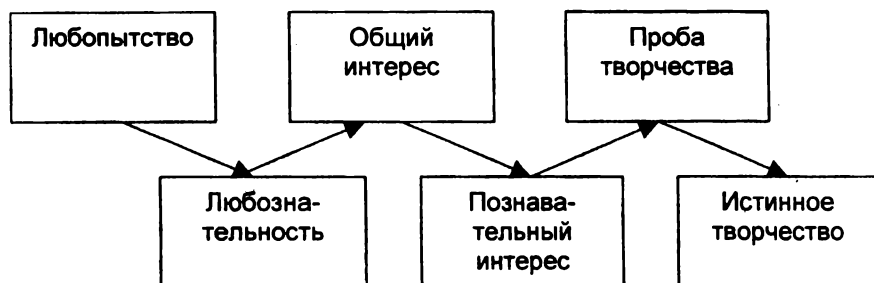 Любопытство
Общий
интерес
Проба
творчества
Любозна-
тельность
Познава-
тельный
интерес
Истинное
творчество